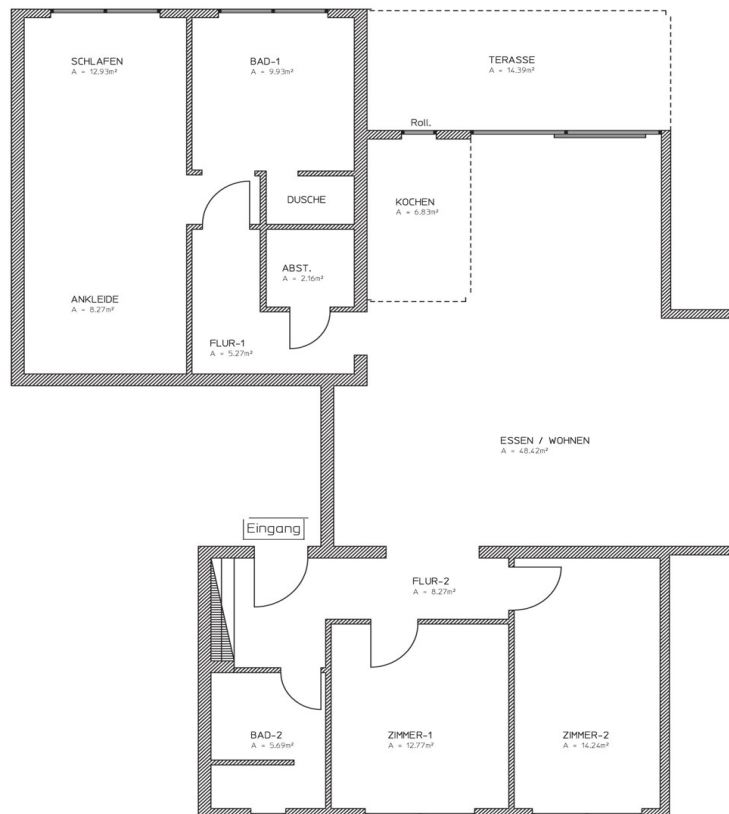 SCHLAFEN
A = 12.93m²
BAD-1
A = 9.93m²
TERASSE
A = 14.39m²
Roll.
DUSCHE
KOCHEN
A = 6.83m²
ABST.
A = 2.16m²
ANKLEIDE
A = 8.27m²
FLUR-1
A = 5.27m²
ESSEN / WOHNEN
A = 48.42m²
Eingang
FLUR-2
A = 8.27m²
BAD-2
A = 5.69m²
ZIMMER-1
A = 12.77m²
ZIMMER-2
A = 14.24m²